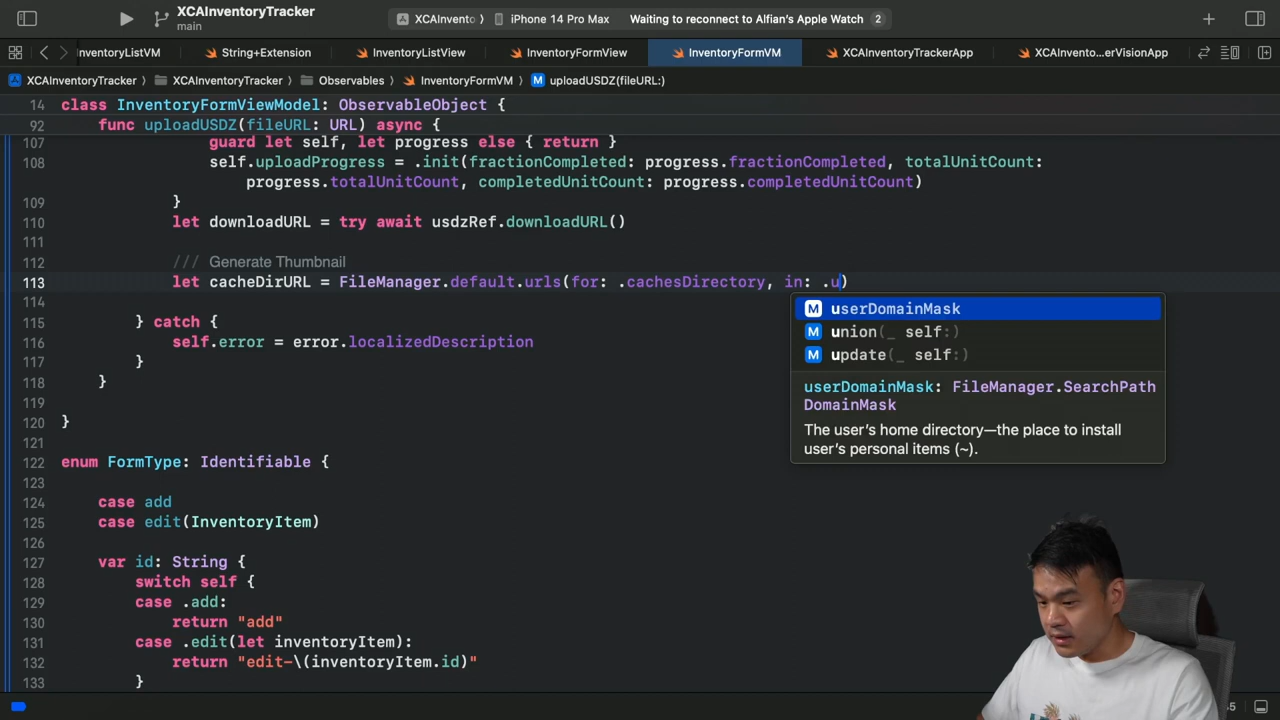 XCAInventoryTracker
main
XCAInvento
iPhone 14 Pro Max
Waiting to reconnect to Alfian's Apple Watch
2
nventoryListVM
String+Extension
InventoryListView
InventoryFormView
InventoryFormVM
XCAInventoryTrackerApp
XCAInvento...erVisionApp
XCAInventoryTracker
XCAInventoryTracker
Observables
InventoryFormVM
M uploadUSDZ(fileURL:)
14 class InventoryFormViewModel: ObservableObject {
92 func uploadUSDZ(fileURL: URL) async {
107 guard let self, let progress else { return }
108 self.uploadProgress = .init(fractionCompleted: progress.fractionCompleted, totalUnitCount:
progress.totalUnitCount, completedUnitCount: progress.completedUnitCount)
109 }
110 let downloadURL = try await usdzRef.downloadURL()
111
112 /// Generate Thumbnail
113 let cacheDirURL = FileManager.default.urls(for: .cachesDirectory, in: .u)
114
M userDomainMask
115 } catch {
M union(_ self:)
116 self.error = error.localizedDescription
M update(_ self:)
117 }
118 }
userDomainMask: FileManager.SearchPath
DomainMask
119
120 }
The user's home directory—the place to install
user's personal items (~).
121
122 enum FormType: Identifiable {
123
124 case add
125 case edit(InventoryItem)
126
127 var id: String {
128 switch self {
129 case .add:
130 return "add"
131 case .edit(let inventoryItem):
132 return "edit-\(inventoryItem.id)"
133 }